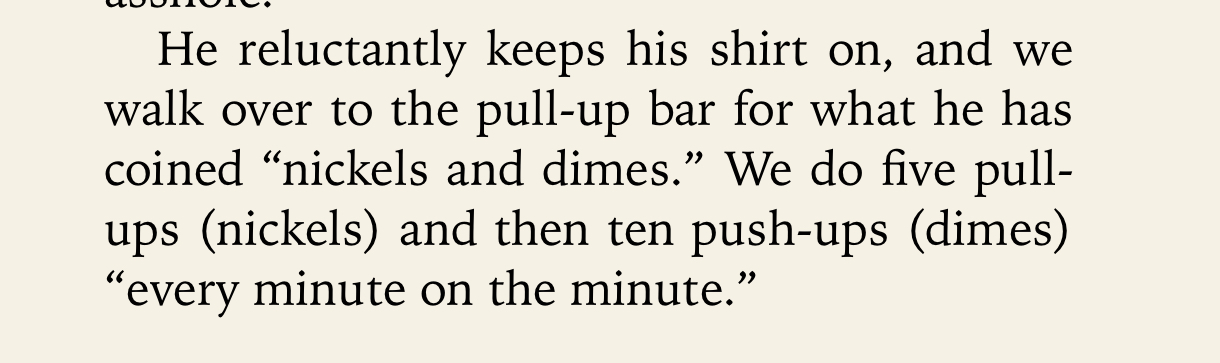 asshole.
He reluctantly keeps his shirt on, and we
walk over to the pull-up bar for what he has
coined “nickels and dimes.” We do five pull-
ups (nickels) and then ten push-ups (dimes)
“every minute on the minute.”